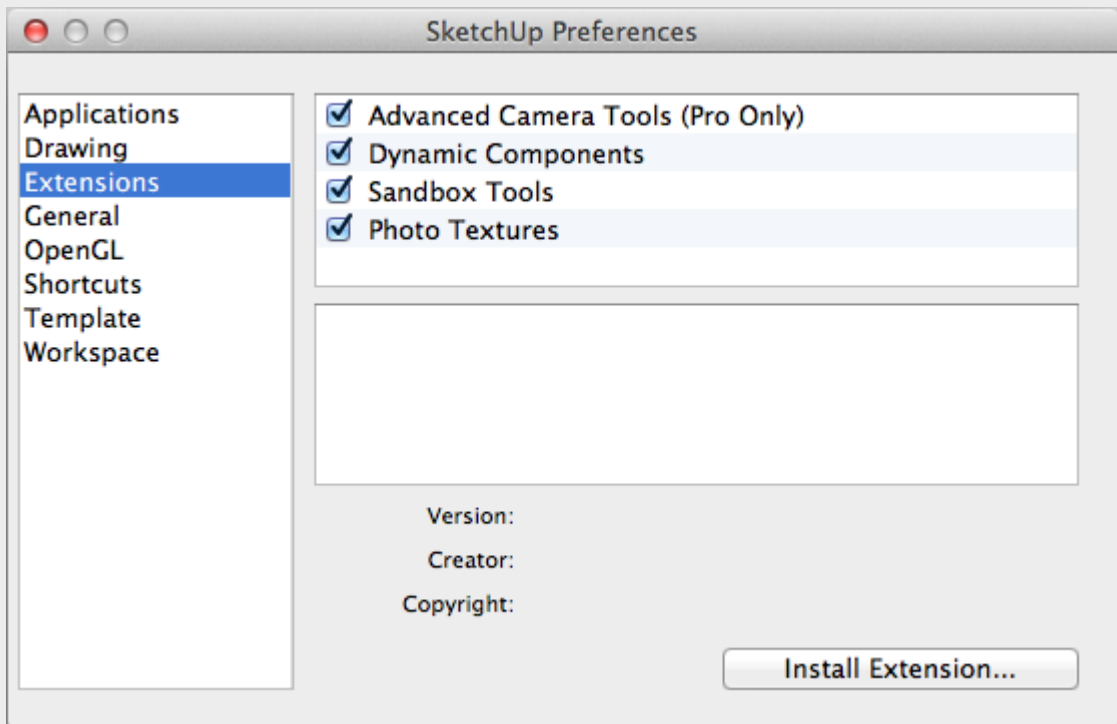 SketchUp Preferences
Applications
Drawing
Extensions
General
OpenGL
Shortcuts
Template
Workspace
Advanced Camera Tools (Pro Only)
Dynamic Components
Sandbox Tools
Photo Textures
Version:
Creator:
Copyright:
Install Extension...